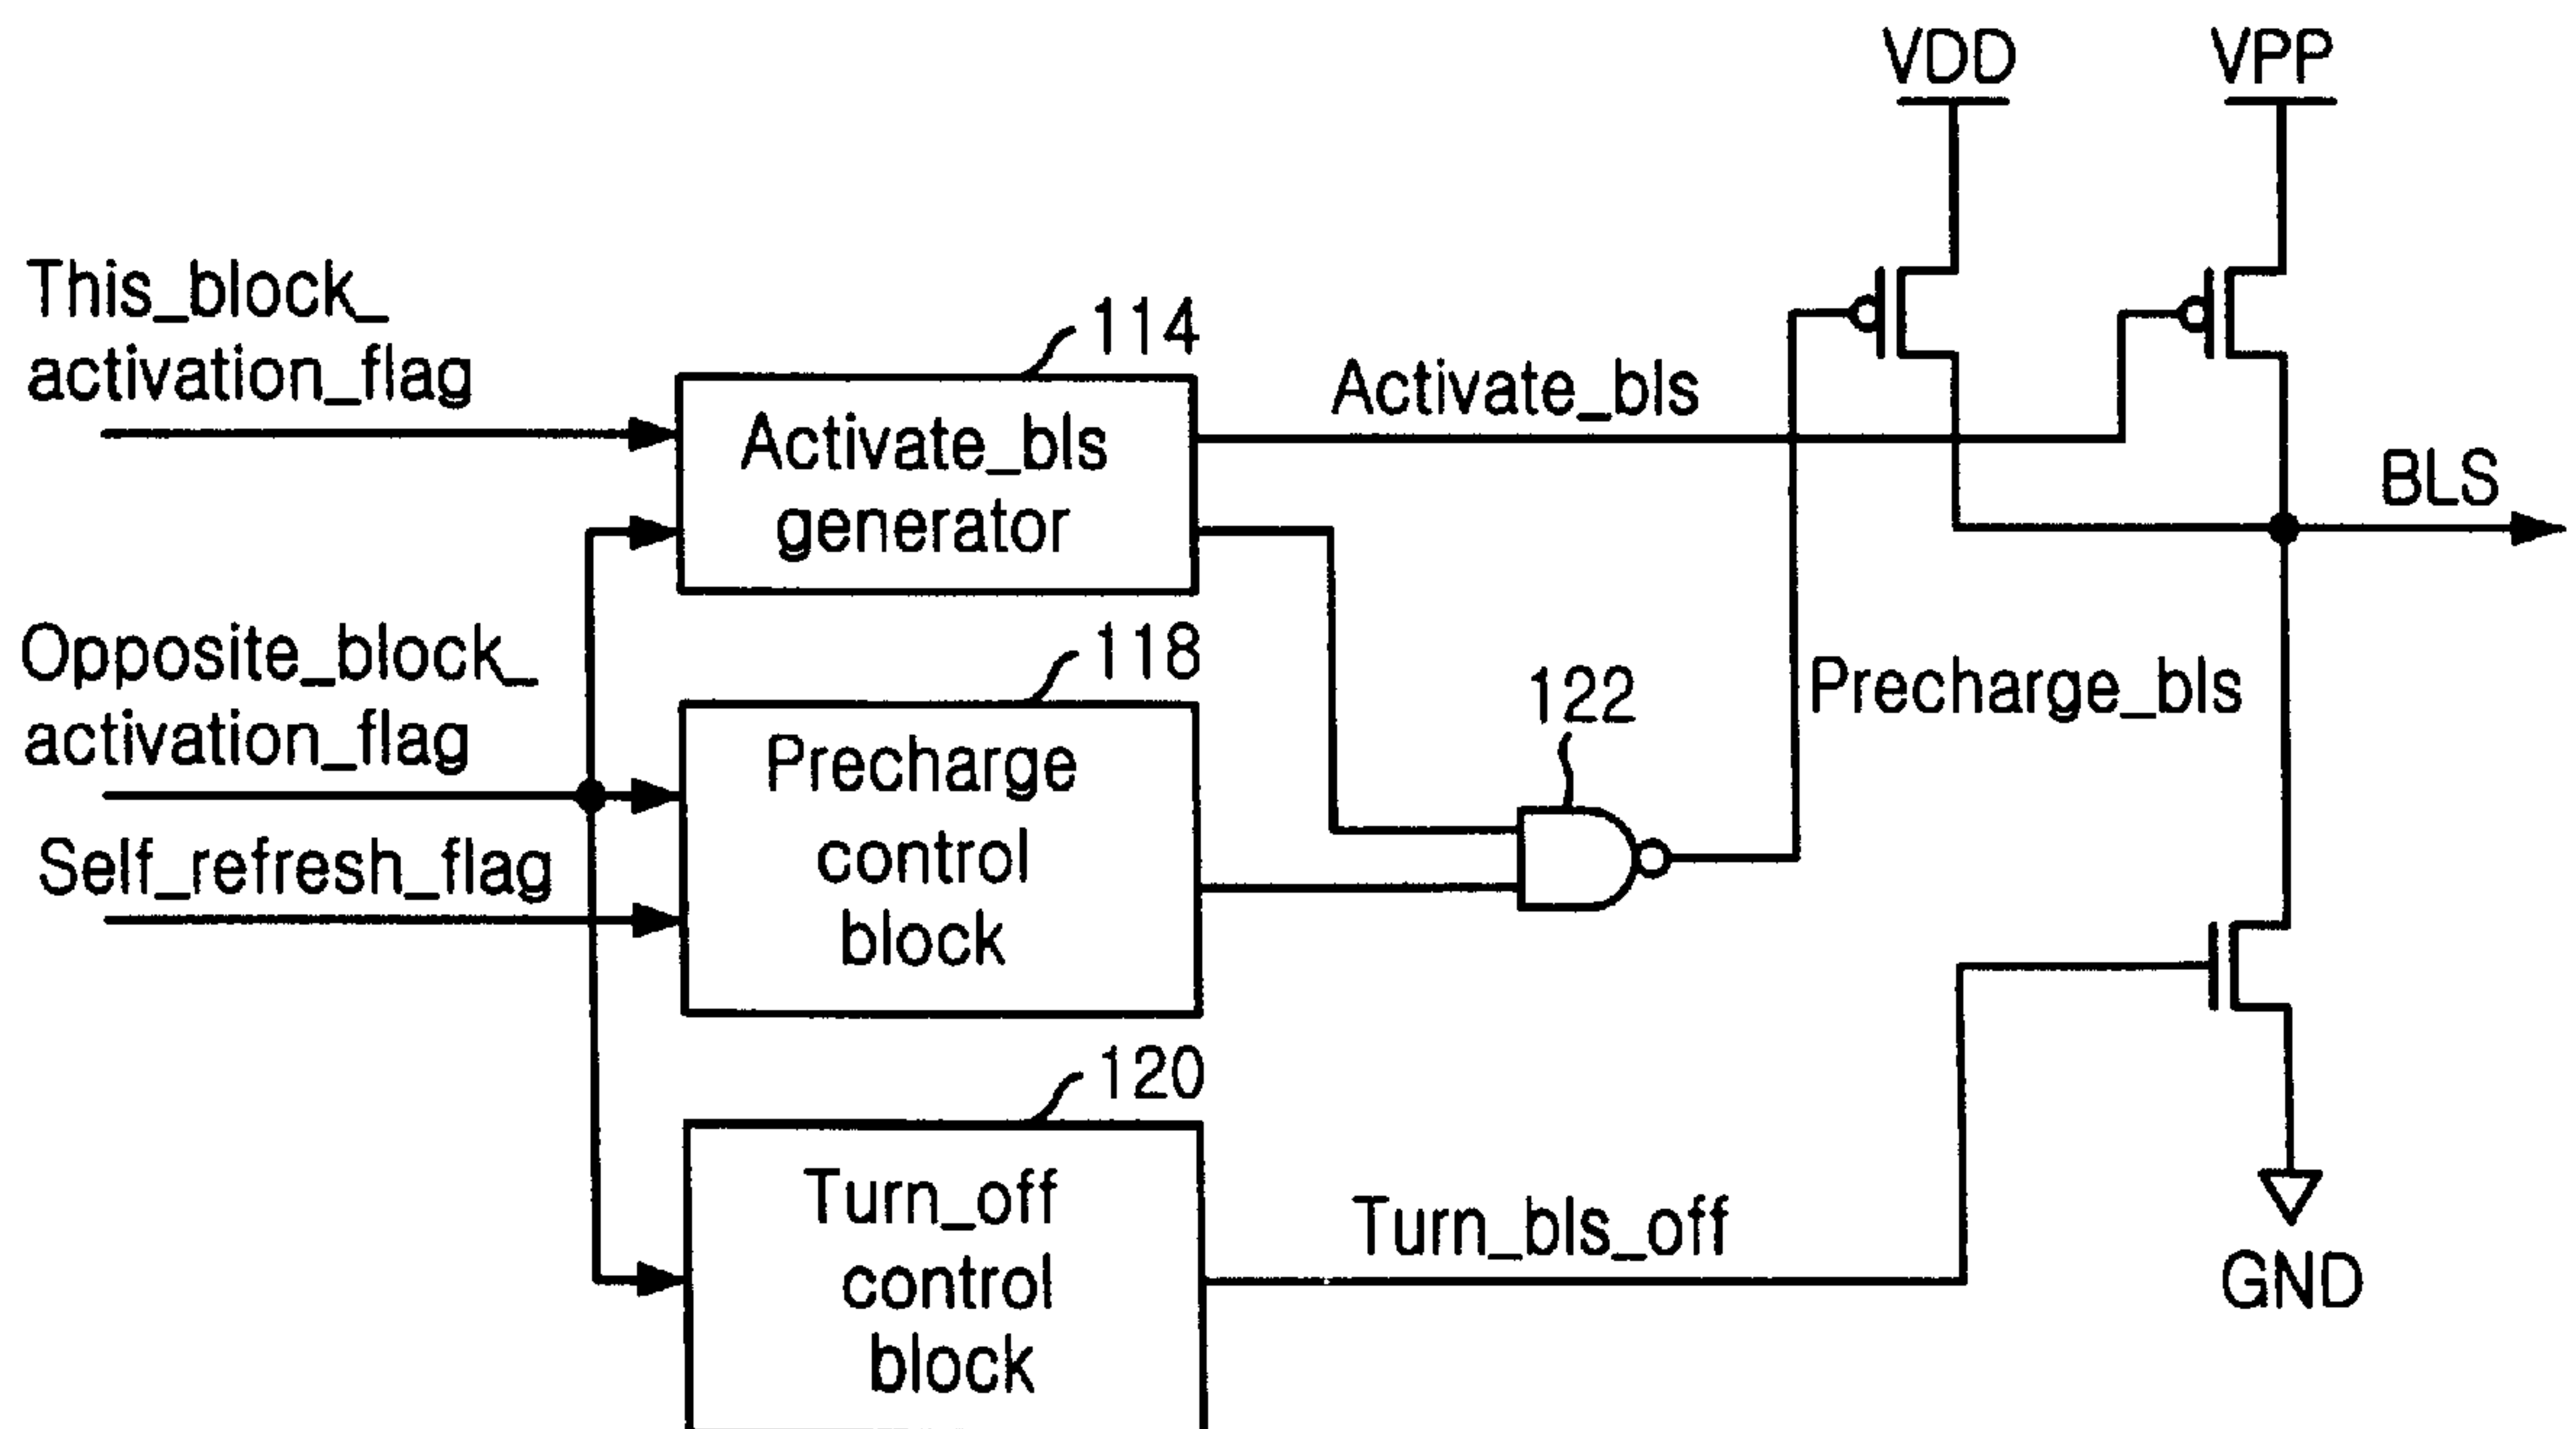 VDD
VPP
This_block_
activation_flag
114
Activate_bls
generator
Activate_bls
BLS
Opposite_block_
activation_flag
Self_refresh_flag
118
Precharge
control
block
122
Precharge_bls
120
Turn_off
control
block
Turn_bls_off
GND